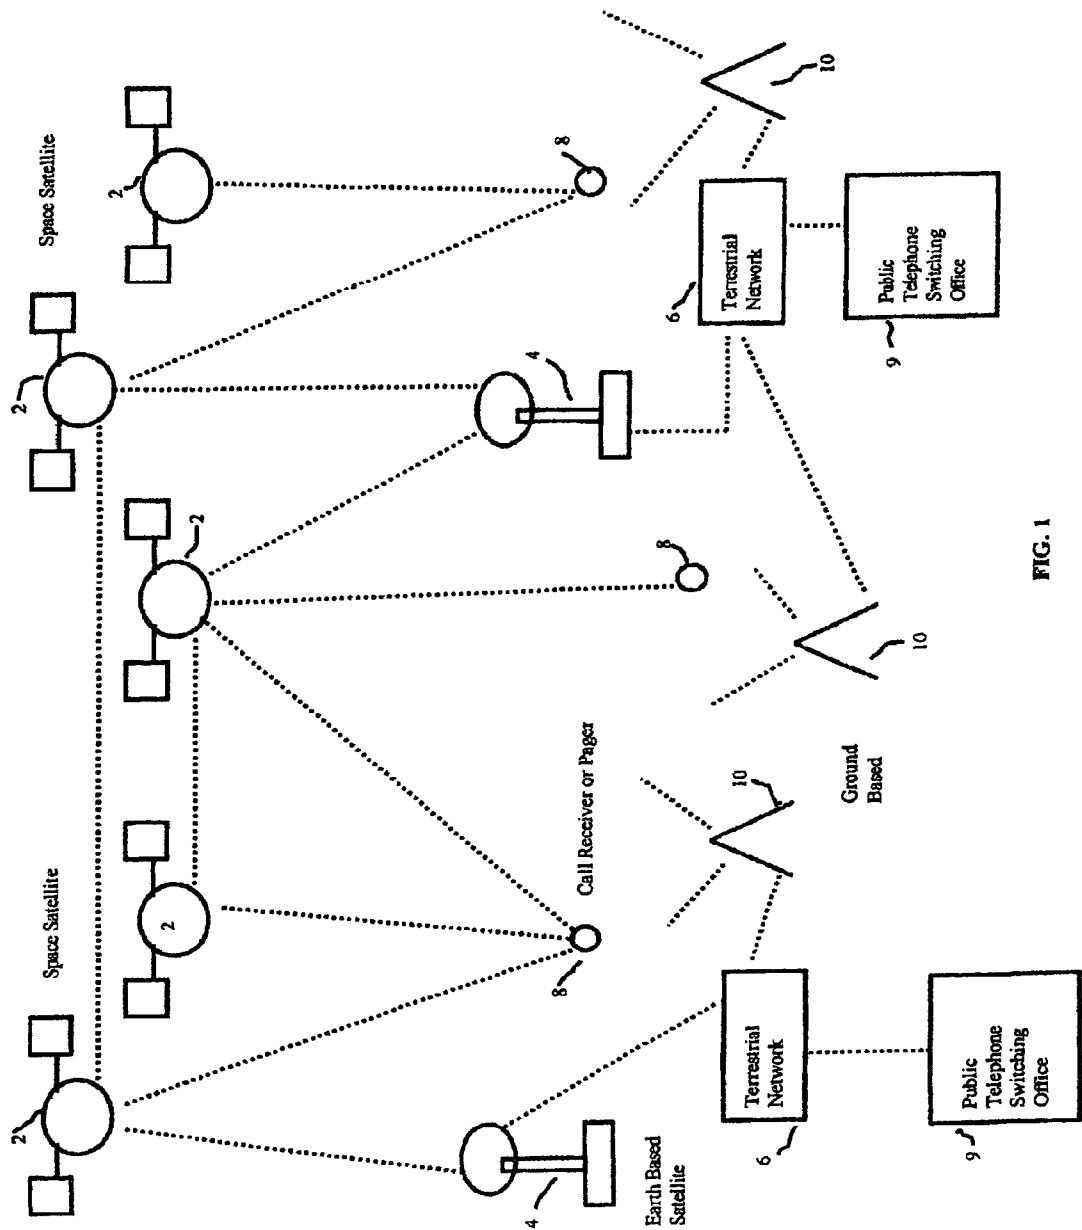 Space Satellite
Space Satellite
2
2
2
2
2
4
4
Earth Based
Satellite
8
Call Receiver or Pager
8
8
10
10
10
Ground
Based
6
Terrestrial
Network
6
Terrestrial
Network
9
Public
Telephone
Switching
Office
9
Public
Telephone
Switching
Office
FIG. 1